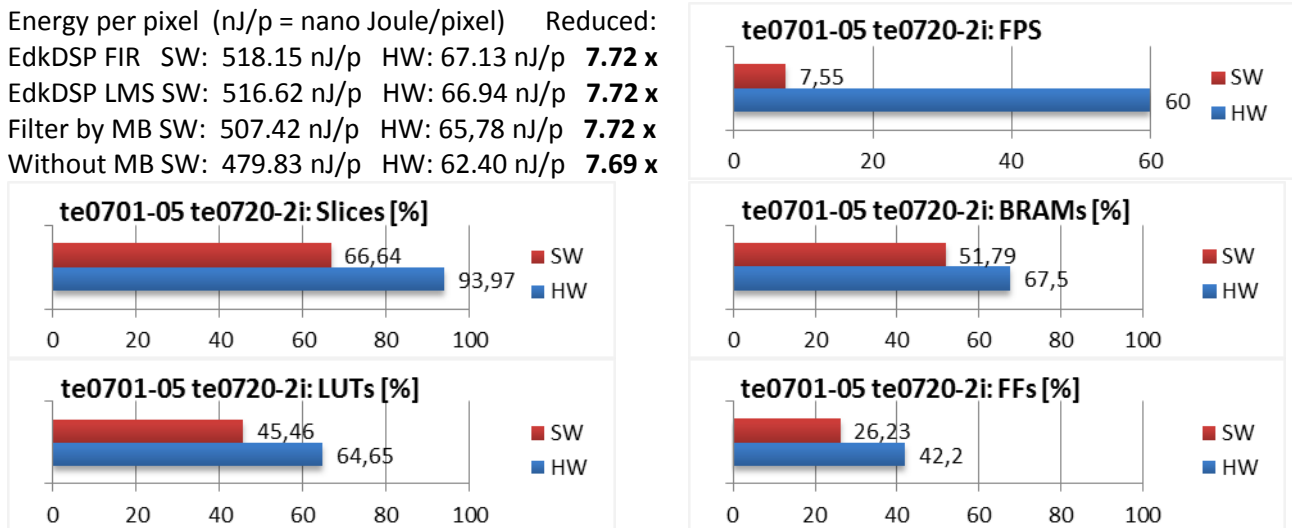 Energy per pixel (nJ/p = nano Joule/pixel) Reduced:
EdkDSP FIR SW: 518.15 nJ/p HW: 67.13 nJ/p 7.72 x
EdkDSP LMS SW: 516.62 nJ/p HW: 66.94 nJ/p 7.72 x
Filter by MB SW: 507.42 nJ/p HW: 65,78 nJ/p 7.72 x
Without MB SW: 479.83 nJ/p HW: 62.40 nJ/p 7.69 x
te0701-05 te0720-2i: FPS
7,55
SW
60
HW
0 20 40 60
te0701-05 te0720-2i: Slices [%]
66,64
SW
93,97
HW
0 20 40 60 80 100
te0701-05 te0720-2i: BRAMs [%]
51,79
SW
67,5
HW
0 20 40 60 80 100
te0701-05 te0720-2i: LUTs [%]
45,46
SW
64,65
HW
0 20 40 60 80 100
te0701-05 te0720-2i: FFs [%]
26,23
SW
42,2
HW
0 20 40 60 80 100